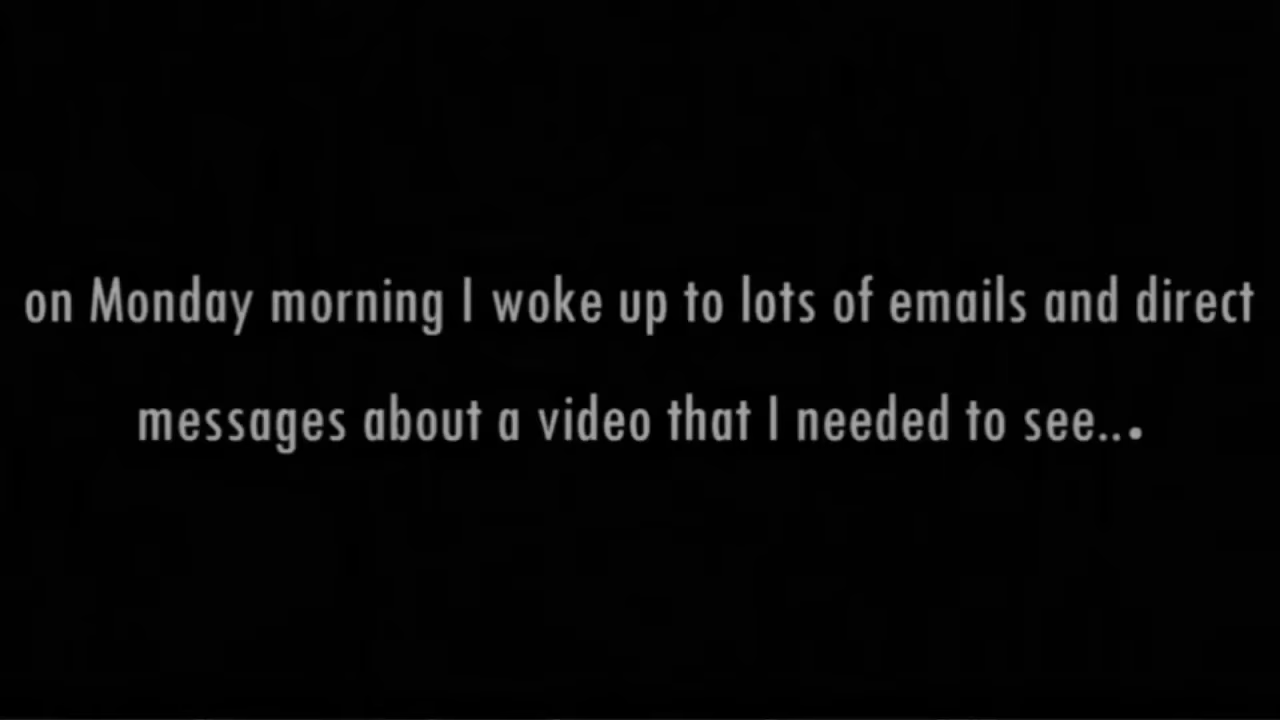 on Monday morning I woke up to lots of emails and direct
messages about a video that I needed to see...